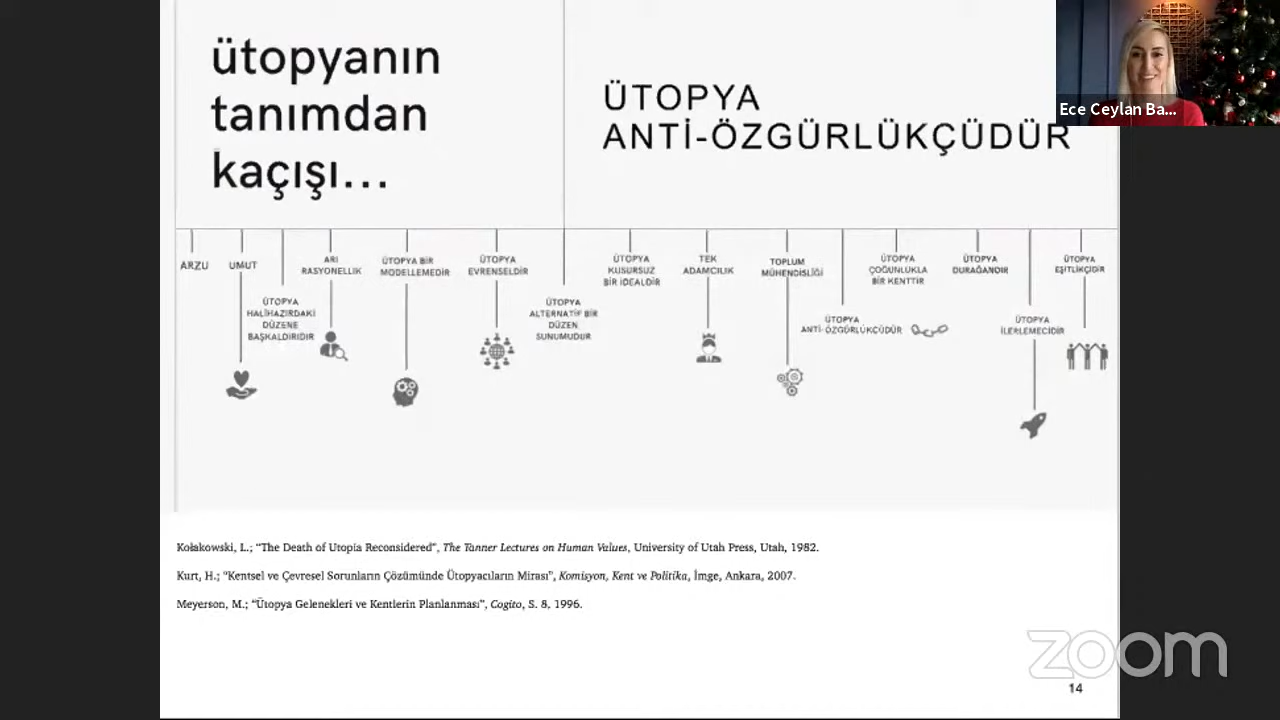 ütopyanın
tanımdan
kaçışı...
ÜTOPYA
ANTİ-ÖZGÜRLÜKÇÜDÜR
Ece Ceylan Ba...
ARZU
UMUT
ÜTOPYA
HALİHAZIRDAKİ
DÜZENE
BAŞKALDIRIDIR
ARI
RASYONELLIK
ÜTOPYA BİR
MODELLEMEDİR
ÜTOPYA
EVRENSELDİR
ÜTOPYA
ALTERNATİF BİR
DÜZEN
SUNUMUDUR
ÜTOPYA
KUSURSUZ
BİR İDEALDİR
TEK
ADAMCILIK
TOPLUM
MÜHENDİSLİĞİ
ÜTOPYA
ANTİ-ÖZGÜRLÜKÇÜDÜR
ÜTOPYA
ÇOĞUNLUKLA
BİR KENTTİR
ÜTOPYA
DURAĞANDIR
ÜTOPYA
İLERLEMECİDİR
ÜTOPYA
EŞİTLİKÇİDİR
Kołakowski, L.; “The Death of Utopia Reconsidered”, The Tanner Lectures on Human Values, University of Utah Press, Utah, 1982.
Kurt, H.; “Kentsel ve Çevresel Sorunların Çözümünde Ütopyacıların Mirası”, Komisyon, Kent ve Politika, İmge, Ankara, 2007.
Meyerson, M.; “Ütopya Gelenekleri ve Kentlerin Planlanması”, Cogito, S. 8, 1996.
zoom
14